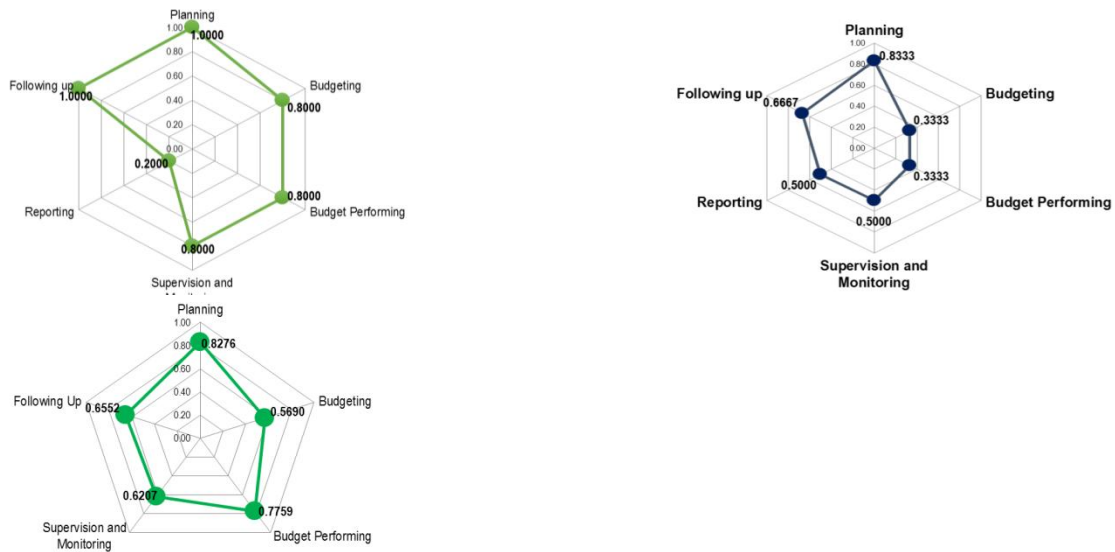 Planning
1.00
1.0000
0.80
0.60
0.40
0.20
0.00
Following up
1.0000
Budgeting
0.8000
0.2000
0.8000
Reporting
Budget Performing
0.8000
Supervision and
Monitoring
Planning
1.00
0.8333
0.80
0.60
0.40
0.20
0.00
Following up
0.6667
Budgeting
0.3333
0.3333
0.5000
Reporting
Budget Performing
0.5000
Supervision and
Monitoring
Planning
1.00
0.8276
0.80
0.60
0.40
0.20
0.00
Following Up
0.6552
0.5690
Budgeting
0.6207
0.7759
Supervision and
Monitoring
Budget Performing